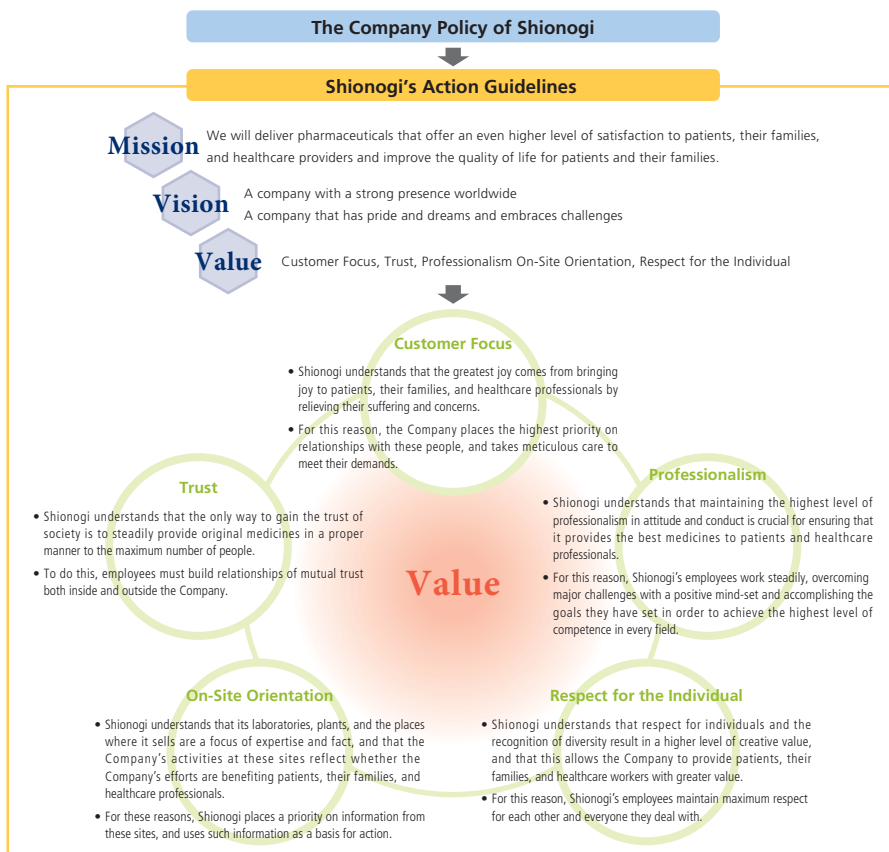 The Company Policy of Shionogi
Shionogi's Action Guidelines
Mission
We will deliver pharmaceuticals that offer an even higher level of satisfaction to patients, their families,
and healthcare providers and improve the quality of life for patients and their families.
Vision
A company with a strong presence worldwide
A company that has pride and dreams and embraces challenges
Value
Customer Focus, Trust, Professionalism On-Site Orientation, Respect for the Individual
Customer Focus
• Shionogi understands that the greatest joy comes from bringing
joy to patients, their families, and healthcare professionals by
relieving their suffering and concerns.
• For this reason, the Company places the highest priority on
relationships with these people, and takes meticulous care to
meet their demands.
Trust
• Shionogi understands that the only way to gain the trust of
society is to steadily provide original medicines in a proper
manner to the maximum number of people.
• To do this, employees must build relationships of mutual trust
both inside and outside the Company.
Professionalism
• Shionogi understands that maintaining the highest level of
professionalism in attitude and conduct is crucial for ensuring that
it provides the best medicines to patients and healthcare
professionals.
• For this reason, Shionogi's employees work steadily, overcoming
major challenges with a positive mind-set and accomplishing the
goals they have set in order to achieve the highest level of
competence in every field.
Value
On-Site Orientation
• Shionogi understands that its laboratories, plants, and the places
where it sells are a focus of expertise and fact, and that the
Company's activities at these sites reflect whether the
Company's efforts are benefiting patients, their families, and
healthcare professionals.
• For these reasons, Shionogi places a priority on information from
these sites, and uses such information as a basis for action.
Respect for the Individual
• Shionogi understands that respect for individuals and the
recognition of diversity result in a higher level of creative value,
and that this allows the Company to provide patients, their
families, and healthcare workers with greater value.
• For this reason, Shionogi's employees maintain maximum respect
for each other and everyone they deal with.